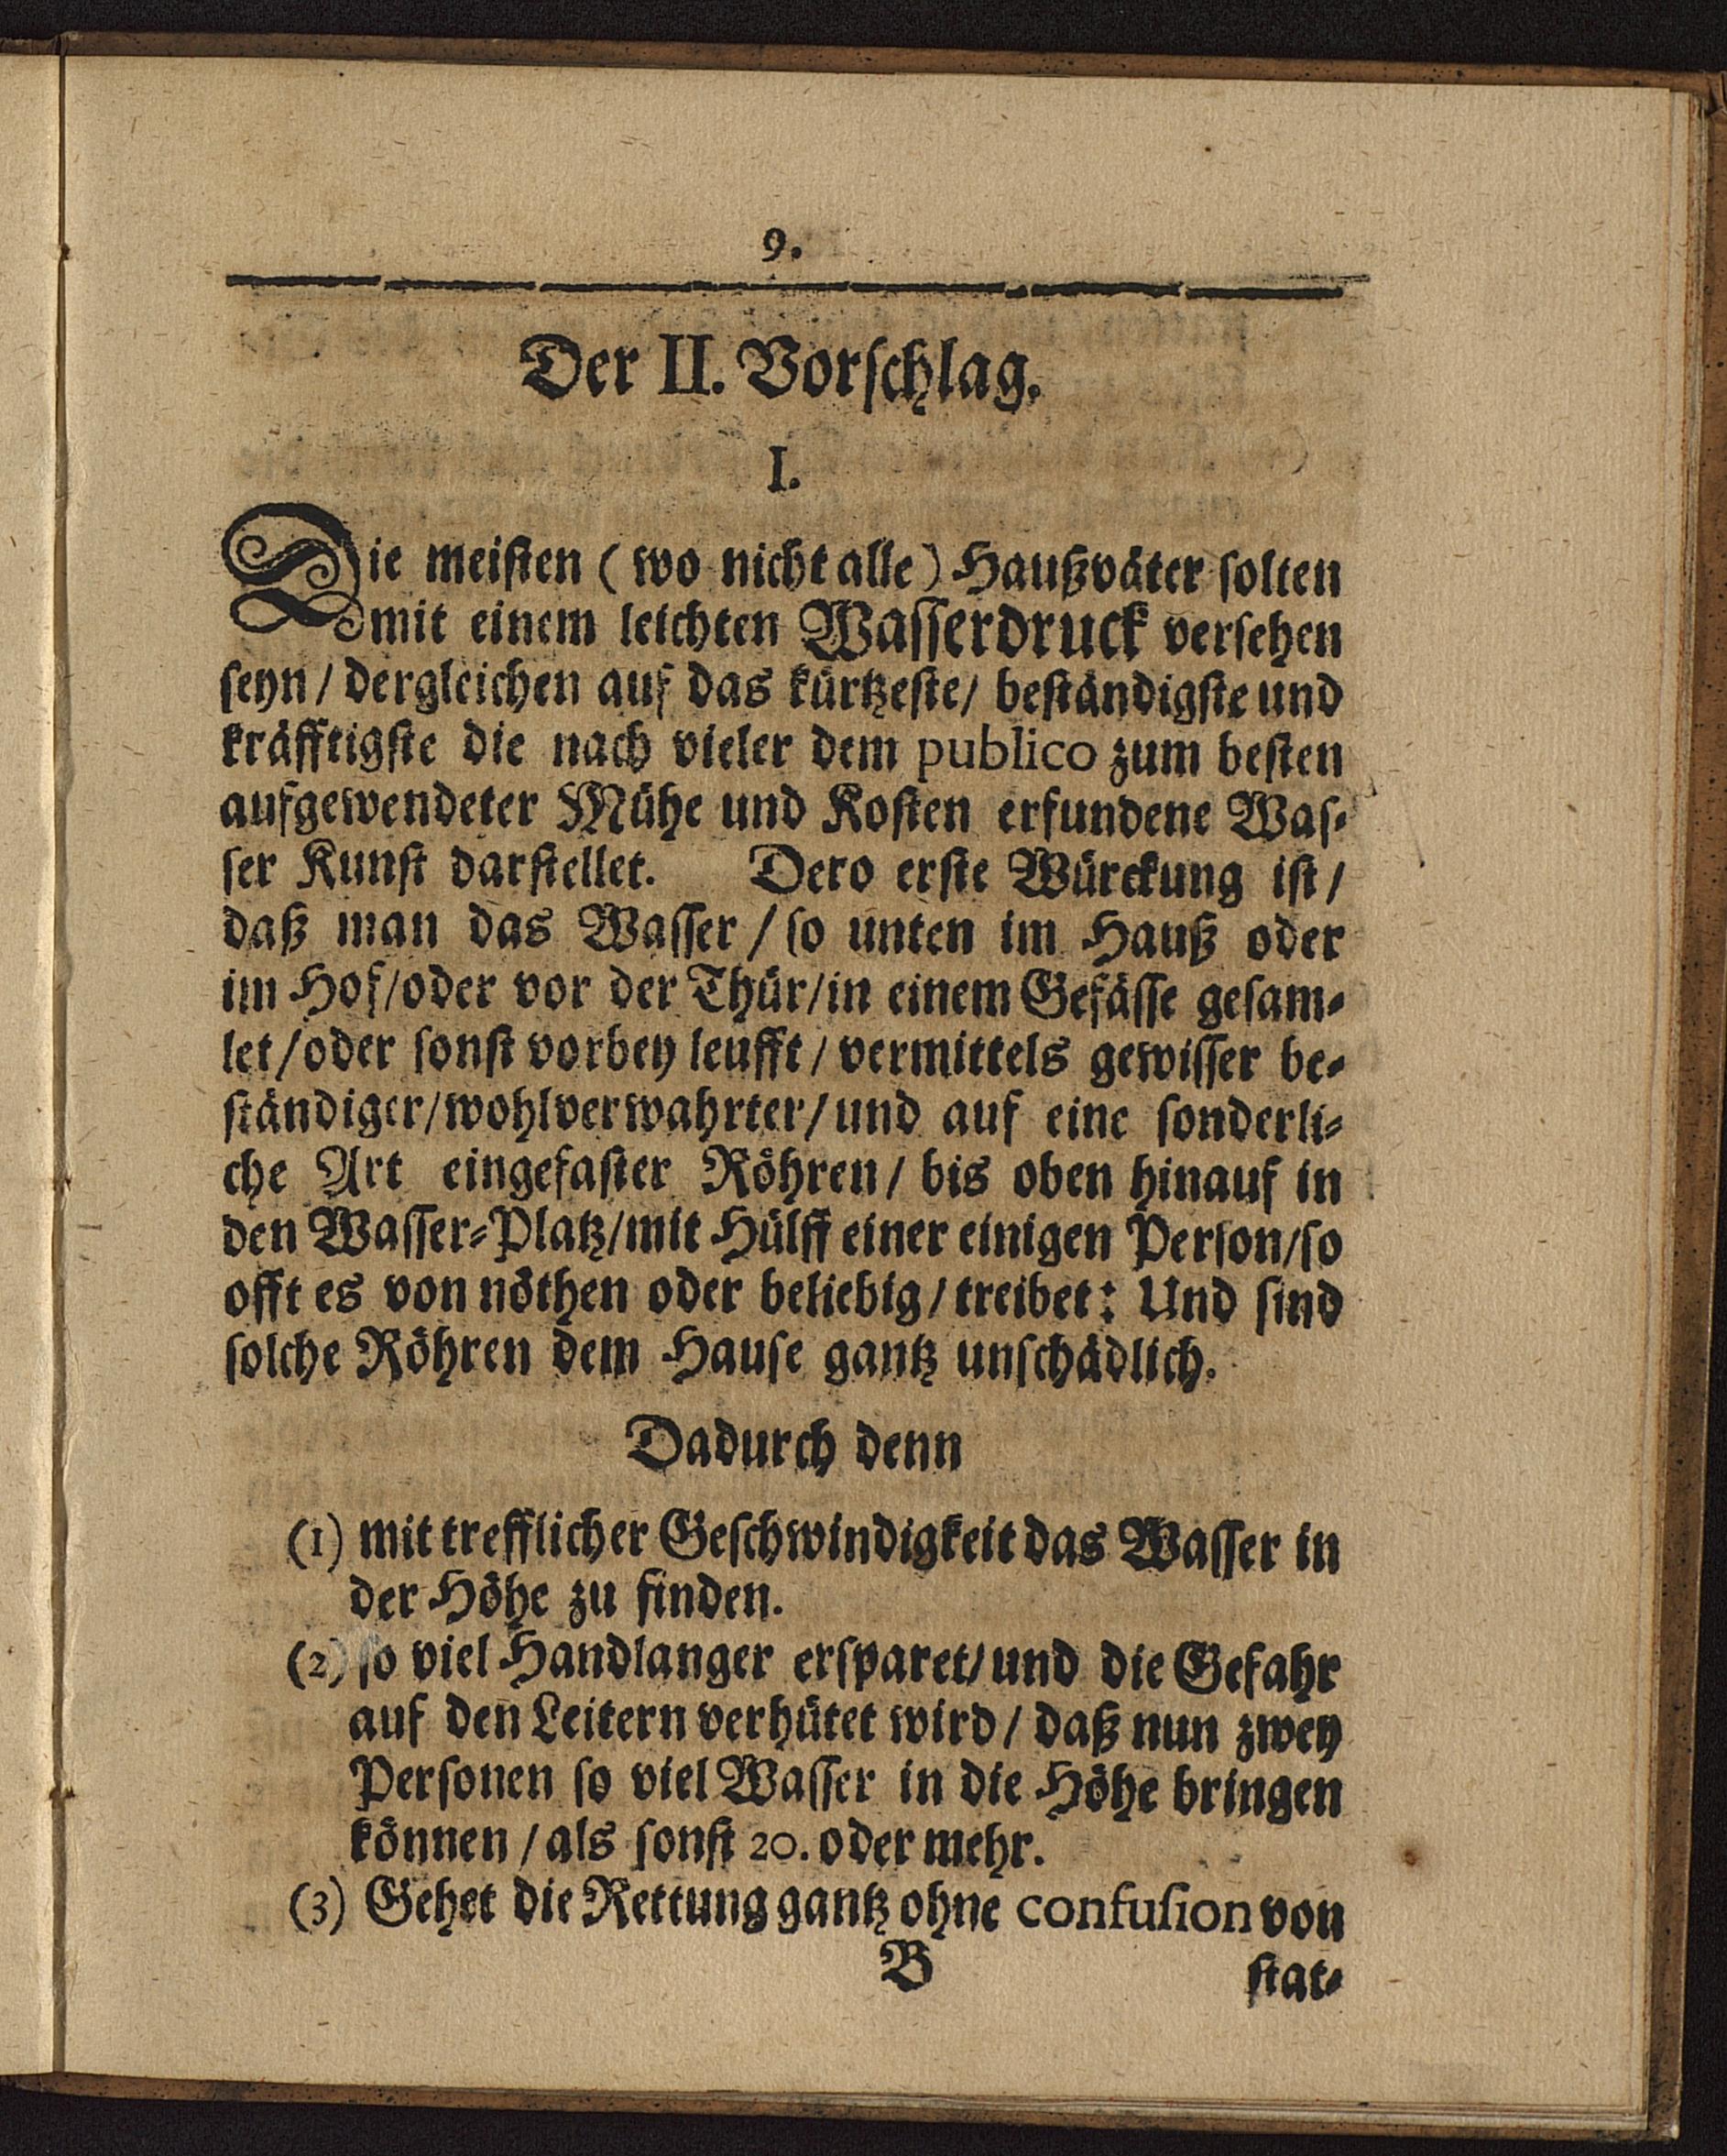 9.
Der II. Vorschlag.
I.
Die meisten (wo nicht alle) Haußväter solten
mit einem leichten Wasserdruck versehen
seyn / dergleichen auf das kürtzeste / beständigste und
kräfftigste die nach vieler dem publico zum besten
aufgewendeter Mühe und Kosten erfundene Was-
ser Kunst darstellet. Dero erste Würckung ist /
daß man das Wasser / so unten im Hauß oder
im Hof / oder vor der Thür / in einem Gefässe gesam-
let / oder sonst vorbey leufft / vermittels gewisser be-
ständiger / wohlverwahrter / und auf eine sonderli-
che Art eingefaster Röhren / bis oben hinauf in
den Wasser-Platz / mit Hülff einer einigen Person / so
offt es von nöthen oder beliebig / treibet: Und sind
solche Röhren dem Hause gantz unschädlich.
Dadurch denn
(1) mit trefflicher Geschwindigkeit das Wasser in
der Höhe zu finden.
(2) so viel Handlanger ersparet / und die Gefahr
auf den Leitern verhütet wird / daß nun zwey
Personen so viel Wasser in die Höhe bringen
können / als sonst 20. oder mehr.
(3) Gehet die Rettung gantz ohne confusion von
B stat-